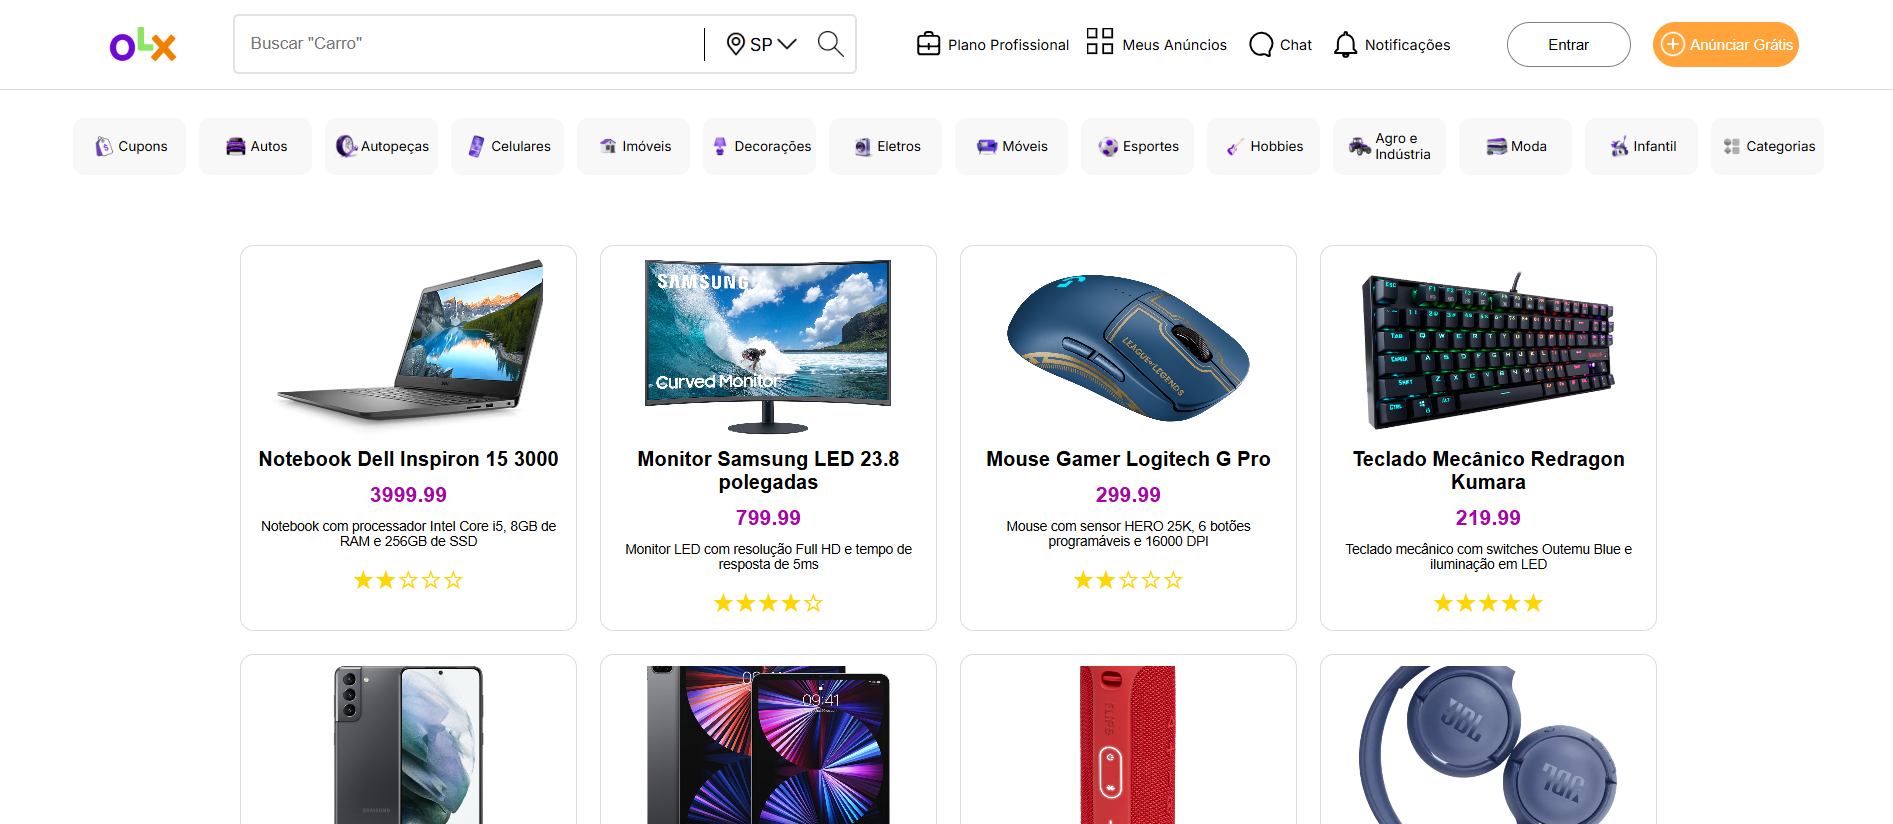 OLX
Buscar "Carro"
SP
Plano Profissional
Meus Anúncios
Chat
Notificações
Entrar
Anúnciar Grátis
Cupons
Autos
Autopeças
Celulares
Imóveis
Decorações
Eletros
Móveis
Esportes
Hobbies
Agro e
Indústria
Moda
Infantil
Categorias
SAMSUNG
Curved Monitor
LEAGUE OF LEGENDS
Notebook Dell Inspiron 15 3000
3999.99
Notebook com processador Intel Core i5, 8GB de
RAM e 256GB de SSD
Monitor Samsung LED 23.8
polegadas
799.99
Monitor LED com resolução Full HD e tempo de
resposta de 5ms
Mouse Gamer Logitech G Pro
299.99
Mouse com sensor HERO 25K, 6 botões
programáveis e 16000 DPI
Teclado Mecânico Redragon
Kumara
219.99
Teclado mecânico com switches Outemu Blue e
iluminação em LED
SAMSUNG
09:41
FLIP5
JBL
JBL